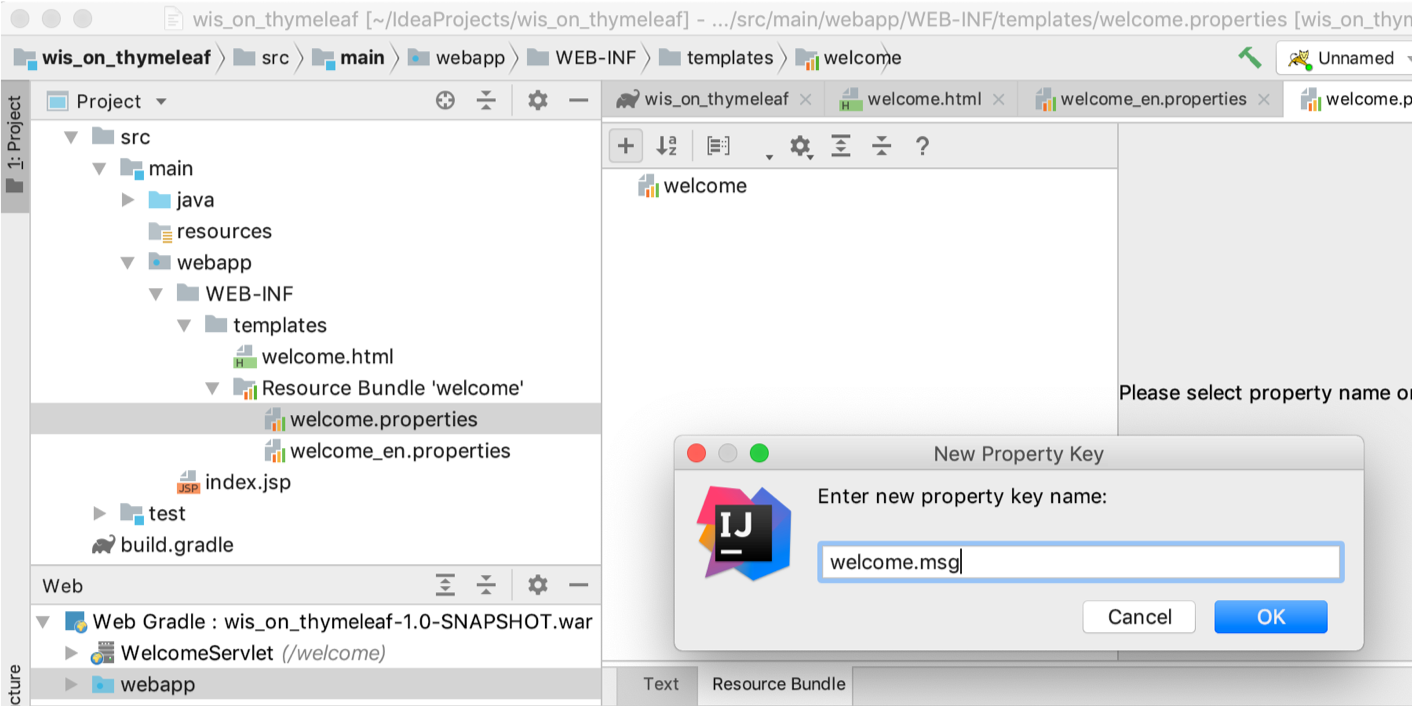 wis_on_thymeleaf [~/IdeaProjects/wis_on_thymeleaf] - .../src/main/webapp/WEB-INF/templates/welcome.properties [wis_on_thym
wis_on_thymeleaf src main webapp WEB-INF templates welcome Unnamed
1: Project
Project
wis_on_thymeleaf welcome.html welcome_en.properties welcome.p
src
main
java
resources
webapp
WEB-INF
templates
H welcome.html
Resource Bundle 'welcome'
welcome.properties
welcome_en.properties
JSP index.jsp
test
build.gradle
a z ?
welcome
Please select property name or
New Property Key
IJ
Enter new property key name:
welcome.msg
Cancel OK
Web
Web Gradle : wis_on_thymeleaf-1.0-SNAPSHOT.war
WelcomeServlet (/welcome)
webapp
cture
Text Resource Bundle